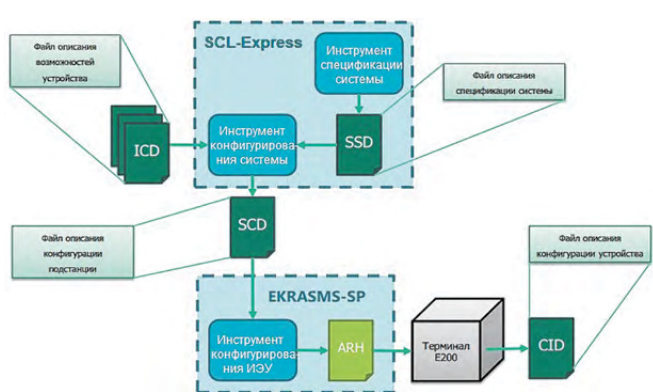 SCL-Express
Инструмент
спецификации
системы
Файл описания
возможностей
устройства
Файл описания
спецификации системы
ICD
Инструмент
конфигурирова-
ния системы
SSD
SCD
Файл описания
конфигурации
подстанции
Файл описания
конфигурации устройства
EKRASMS-SP
Инструмент
конфигурирова
ния ИЭУ
ARH
Терминал
E200
CID